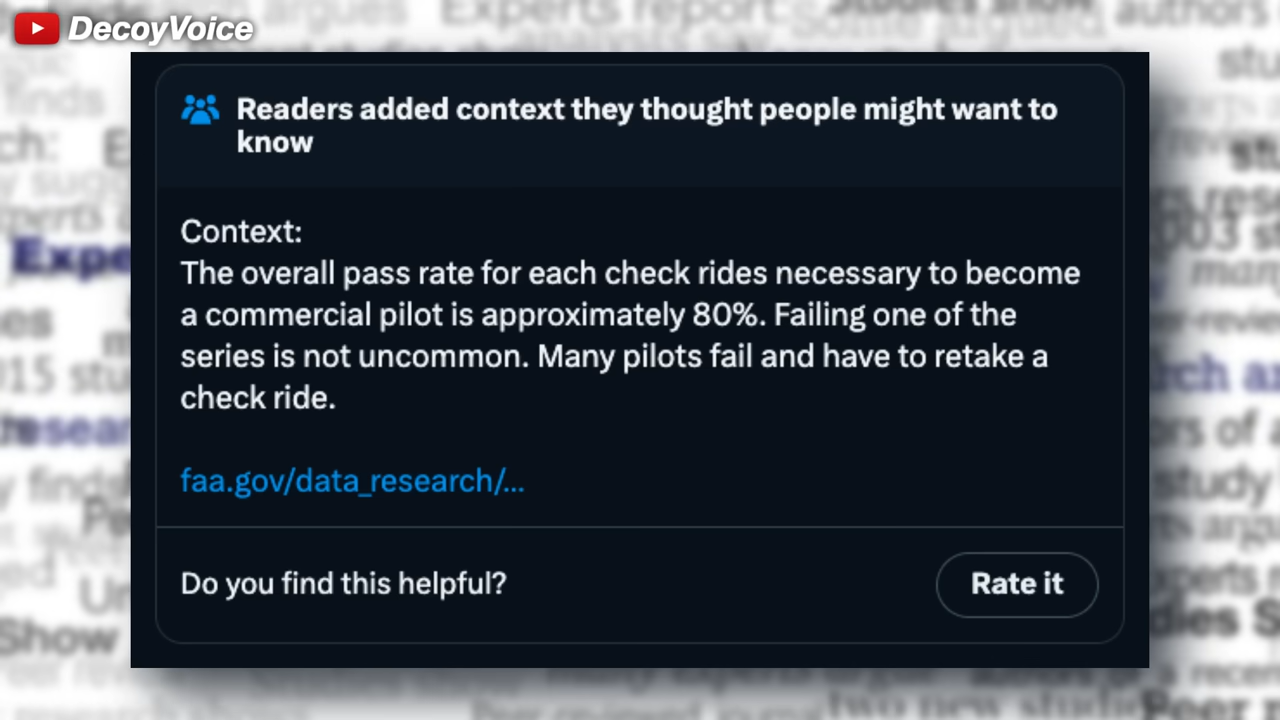 DecoyVoice
Experts report
Readers added context they thought people might want to
know
Context:
The overall pass rate for each check rides necessary to become
a commercial pilot is approximately 80%. Failing one of the
series is not uncommon. Many pilots fail and have to retake a
check ride.
faa.gov/data_research/...
Do you find this helpful?
Rate it